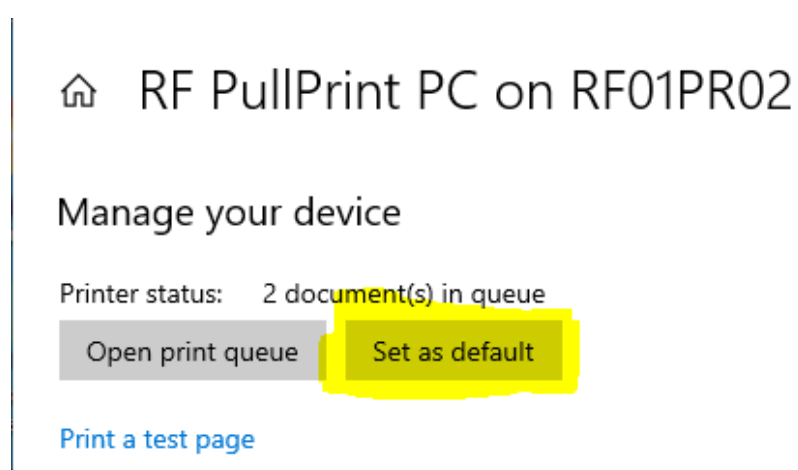 RF PullPrint PC on RF01PR02
Manage your device
Printer status: 2 document(s) in queue
Open print queue Set as default
Print a test page